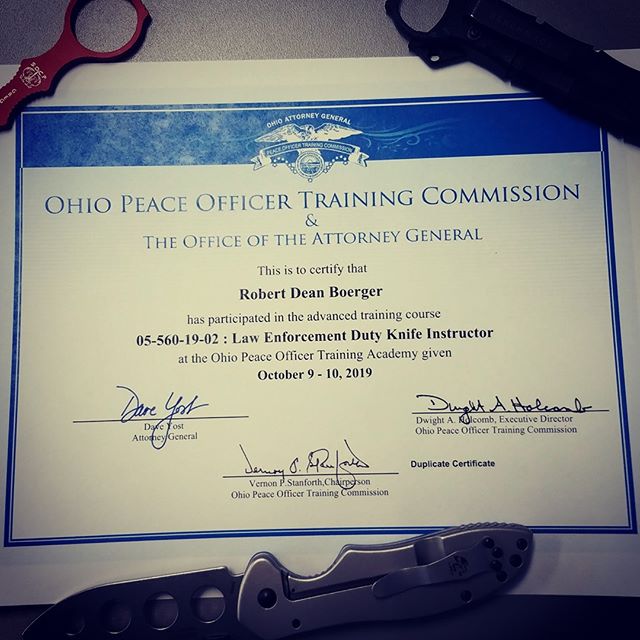 OHIO ATTORNEY GENERAL
PEACE OFFICER TRAINING COMMISSION
OHIO PEACE OFFICER TRAINING COMMISSION
&
THE OFFICE OF THE ATTORNEY GENERAL
This is to certify that
Robert Dean Boerger
has participated in the advanced training course
05-560-19-02 : Law Enforcement Duty Knife Instructor
at the Ohio Peace Officer Training Academy given
October 9 - 10, 2019
Dave Yost
Dave Yost
Attorney General
Dwight A. Holcomb
Dwight A. Holcomb, Executive Director
Ohio Peace Officer Training Commission
Vernon P. Stanforth
Vernon P.Stanforth,Chairperson
Ohio Peace Officer Training Commission
Duplicate Certificate